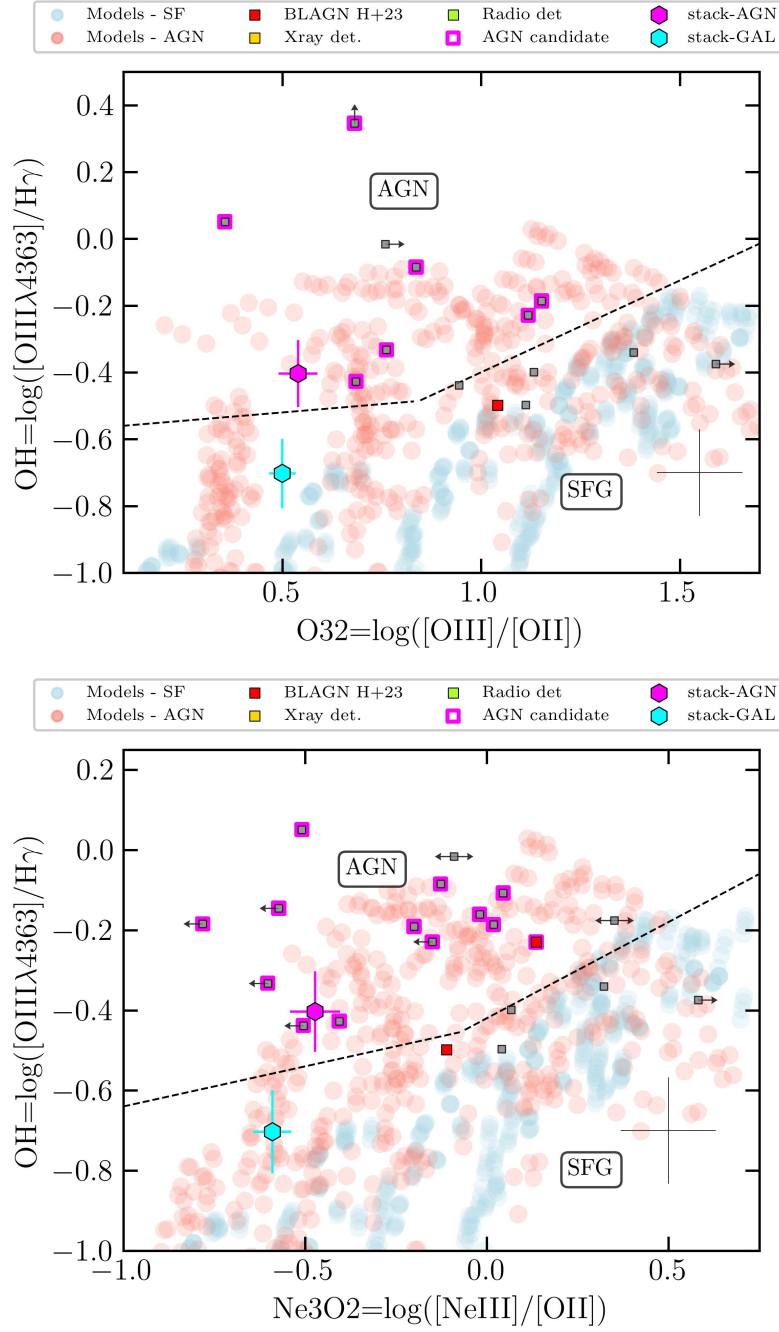 Models - SF BLAGN H+23 Radio det stack-AGN
Models - AGN Xray det. AGN candidate stack-GAL
0.4
0.2
0.0
−0.2
−0.4
−0.6
−0.8
−1.0
OH=log([OIIIλ4363]/Hγ)
AGN
SFG
0.5 1.0 1.5
O32=log([OIII]/[OII])
Models - SF BLAGN H+23 Radio det stack-AGN
Models - AGN Xray det. AGN candidate stack-GAL
0.2
0.0
−0.2
−0.4
−0.6
−0.8
−1.0
OH=log([OIIIλ4363]/Hγ)
AGN
SFG
−1.0 −0.5 0.0 0.5
Ne3O2=log([NeIII]/[OII])